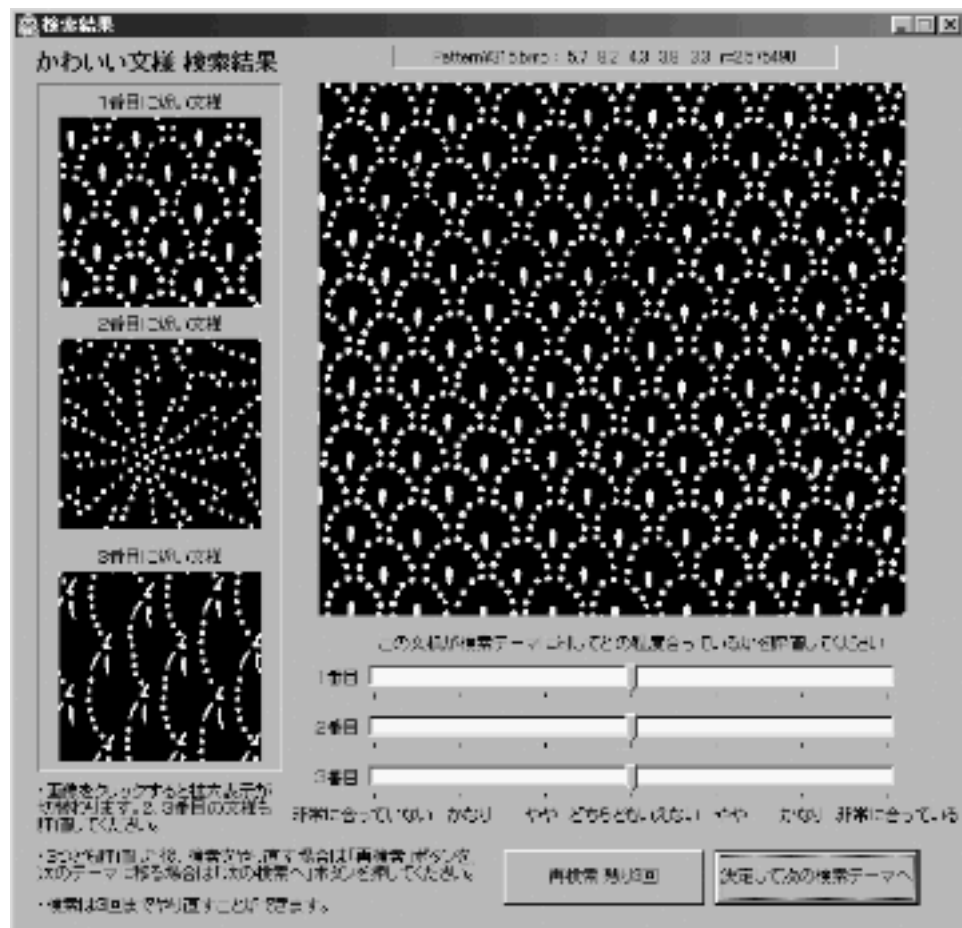 検索結果
かわいい文様 検索結果
1番目に近い文様
2番目に近い文様
3番目に近い文様
この文様が検索テーマに対してどの程度合っているかを評価してください
1番目
2番目
3番目
非常に合っていない かなり やや どちらともいえない やや かなり 非常に合っている
・画像をクリックすると拡大表示が
切替わります。2, 3番目の文様も
評価してください。
・3つとも評価した後、検索をやり直す場合は「再検索」ボタンを
次のテーマに移る場合は「次の検索へ」ボタンを押してください。
・検索は3回までやり直すことができます。
再検索 残り3回
決定して次の検索テーマへ